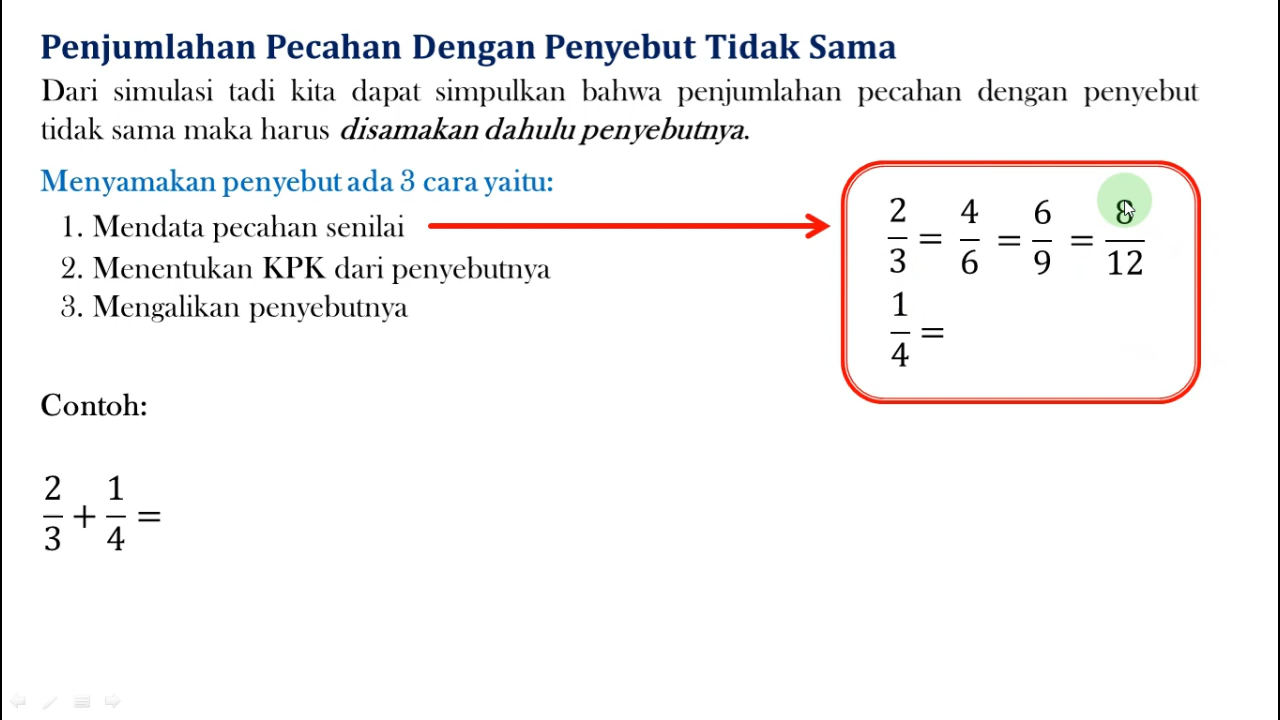 Penjumlahan Pecahan Dengan Penyebut Tidak Sama
Dari simulasi tadi kita dapat simpulkan bahwa penjumlahan pecahan dengan penyebut
tidak sama maka harus disamakan dahulu penyebutnya.
Menyamakan penyebut ada 3 cara yaitu:
1. Mendata pecahan senilai
2. Menentukan KPK dari penyebutnya
3. Mengalikan penyebutnya
2/3 = 4/6 = 6/9 = 8/12
1/4 =
Contoh:
2/3 + 1/4 =